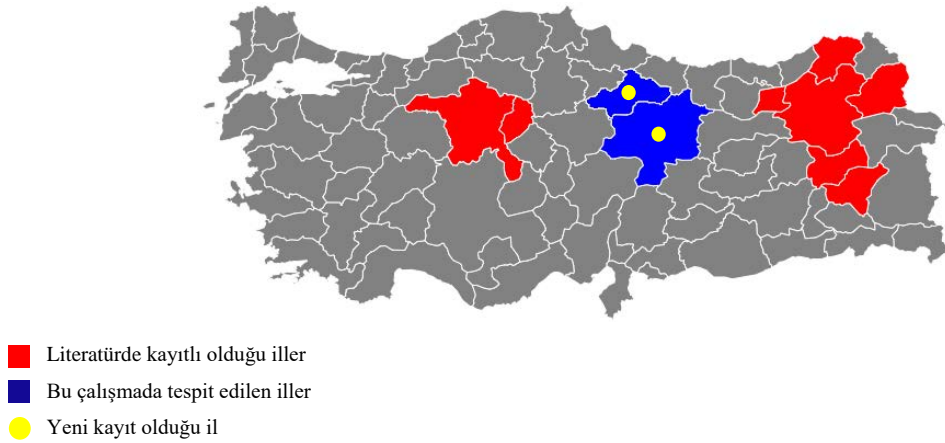 Literatürde kayıtlı olduğu iller
Bu çalışmada tespit edilen iller
Yeni kayıt olduğu il